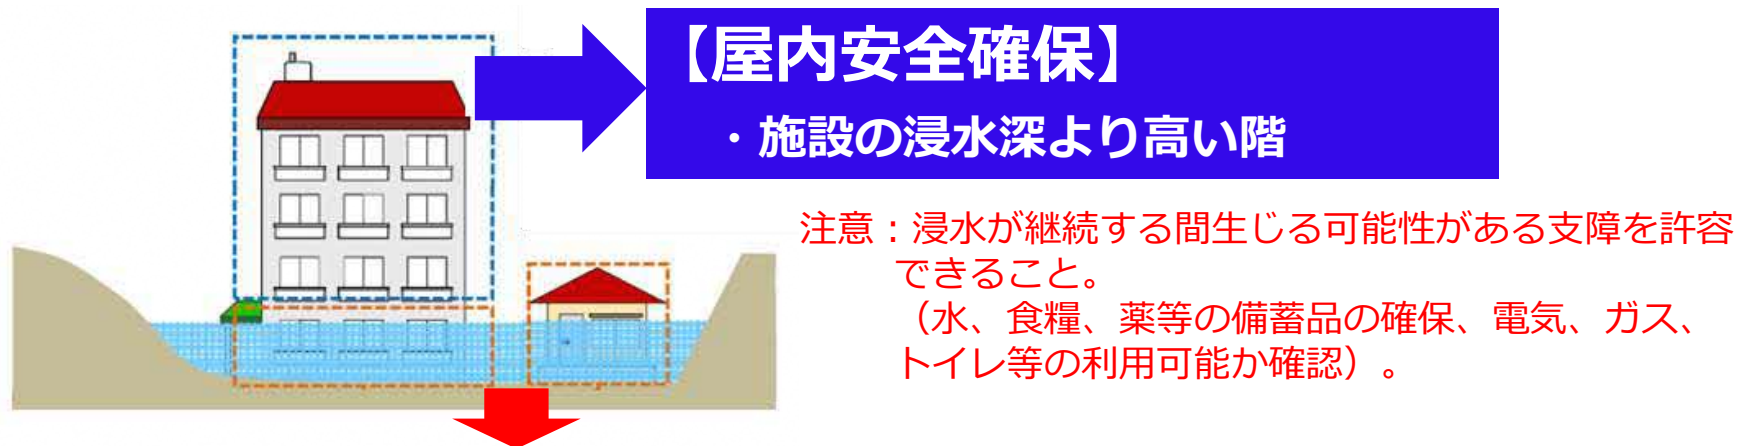 【屋内安全確保】
・施設の浸水深より高い階
注意：浸水が継続する間生じる可能性がある支障を許容
できること。
（水、食糧、薬等の備蓄品の確保、電気、ガス、
トイレ等の利用可能か確認）。